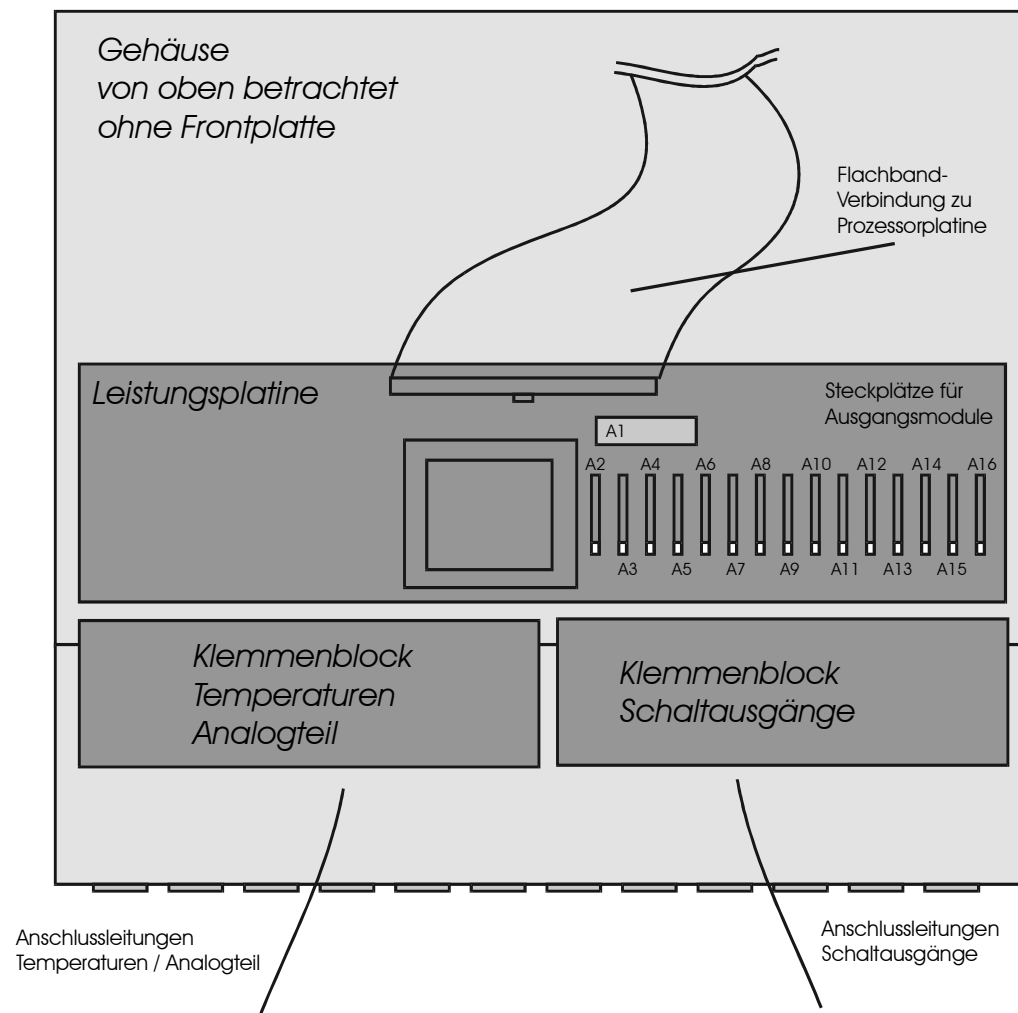 Gehäuse
von oben betrachtet
ohne Frontplatte
Flachband-
Verbindung zu
Prozessorplatine
Leistungsplatine
Steckplätze für
Ausgangsmodule
A1
A2 A4 A6 A8 A10 A12 A14 A16
A3 A5 A7 A9 A11 A13 A15
Klemmenblock
Temperaturen
Analogteil
Klemmenblock
Schaltausgänge
Anschlussleitungen
Temperaturen / Analogteil
Anschlussleitungen
Schaltausgänge